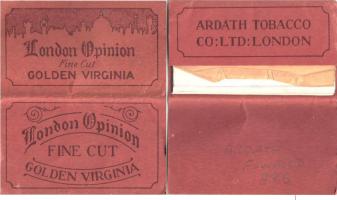 London Opinion
Fine Cut
GOLDEN VIRGINIA
London Opinion
FINE CUT
GOLDEN VIRGINIA
ARDATH TOBACCO
CO:LTD:LONDON